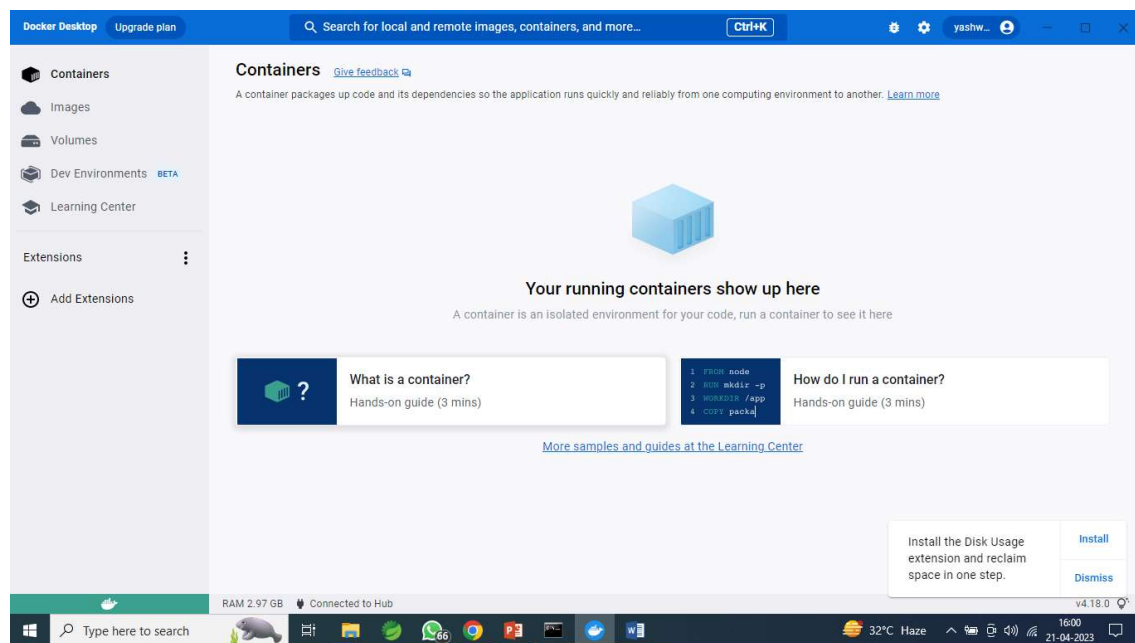 Docker Desktop Upgrade plan Search for local and remote images, containers, and more... Ctrl+K yashw...
Containers
Images
Volumes
Dev Environments BETA
Learning Center
Extensions
Add Extensions
Containers Give feedback
A container packages up code and its dependencies so the application runs quickly and reliably from one computing environment to another. Learn more
Your running containers show up here
A container is an isolated environment for your code, run a container to see it here
?
What is a container?
Hands-on guide (3 mins)
1 FROM node
2 RUN mkdir -p
3 WORKDIR /app
4 COPY packa
How do I run a container?
Hands-on guide (3 mins)
More samples and guides at the Learning Center
Install the Disk Usage
extension and reclaim
space in one step.
Install
Dismiss
RAM 2.97 GB Connected to Hub v4.18.0
Type here to search 66 32°C Haze 16:00
21-04-2023